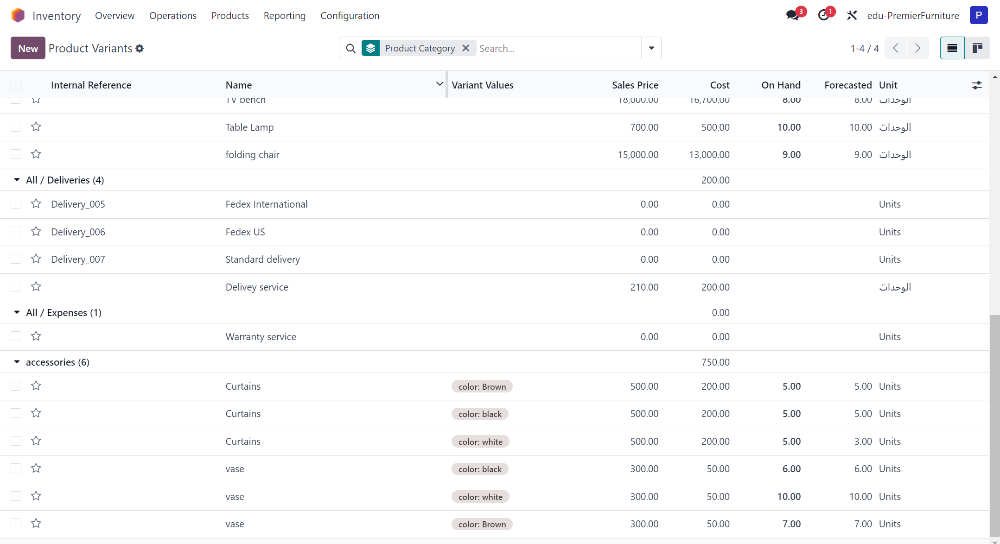 Inventory Overview Operations Products Reporting Configuration 3 1 edu-PremierFurniture P
New Product Variants Product Category Search... 1-4 / 4
Internal Reference Name Variant Values Sales Price Cost On Hand Forecasted Unit
TV bench 18,000.00 16,700.00 8.00 8.00 الوحدات
Table Lamp 700.00 500.00 10.00 10.00 الوحدات
folding chair 15,000.00 13,000.00 9.00 9.00 الوحدات
All / Deliveries (4) 200.00
Delivery_005 Fedex International 0.00 0.00 Units
Delivery_006 Fedex US 0.00 0.00 Units
Delivery_007 Standard delivery 0.00 0.00 Units
Delivey service 210.00 200.00 الوحدات
All / Expenses (1) 0.00
Warranty service 0.00 0.00 Units
accessories (6) 750.00
Curtains color: Brown 500.00 200.00 5.00 5.00 Units
Curtains color: black 500.00 200.00 5.00 5.00 Units
Curtains color: white 500.00 200.00 5.00 3.00 Units
vase color: black 300.00 50.00 6.00 6.00 Units
vase color: white 300.00 50.00 10.00 10.00 Units
vase color: Brown 300.00 50.00 7.00 7.00 Units